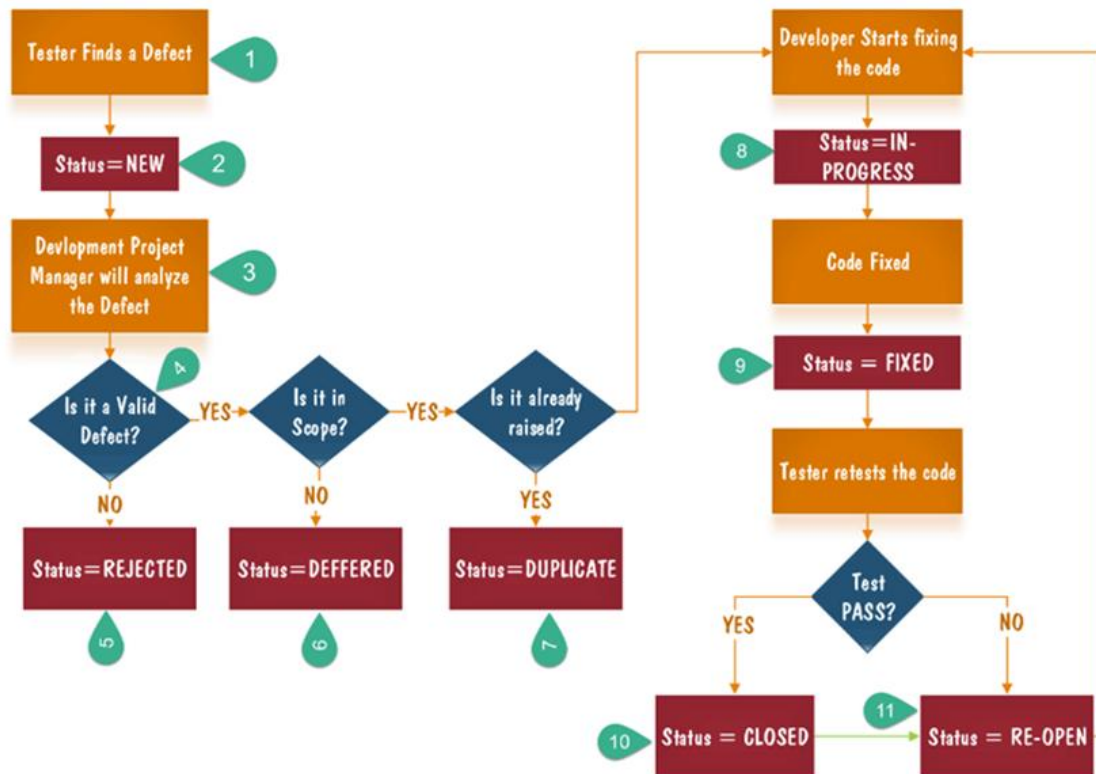 Tester Finds a Defect
1
Status=NEW
2
Devlopment Project
Manager will analyze
the Defect
3
4
Is it a Valid
Defect?
YES
Is it in
Scope?
YES
Is it already
raised?
NO
NO
YES
Status=REJECTED
Status=DEFFERED
Status=DUPLICATE
5
6
7
Developer Starts fixing
the code
8
Status=IN-
PROGRESS
Code Fixed
9
Status = FIXED
Tester retests the code
Test
PASS?
YES
NO
10
Status = CLOSED
11
Status = RE-OPEN